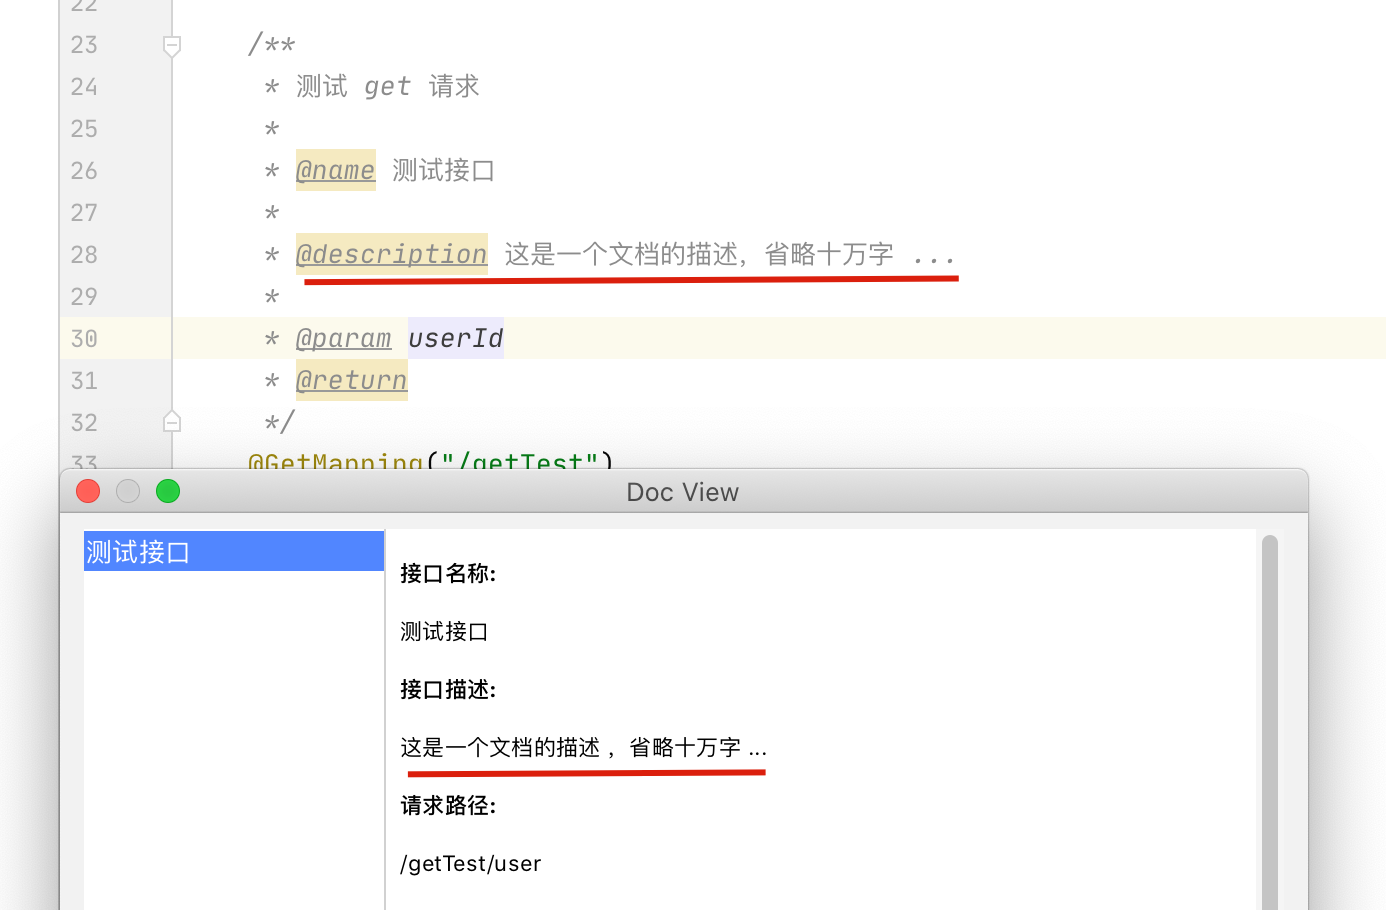 22
23 /**
24 * 测试 get 请求
25 *
26 * @name 测试接口
27 *
28 * @description 这是一个文档的描述，省略十万字 ...
29 *
30 * @param userId
31 * @return
32 */
33 @GetMapping("/getTest")
Doc View
测试接口
接口名称:
测试接口
接口描述:
这是一个文档的描述 ，省略十万字 ...
请求路径:
/getTest/user